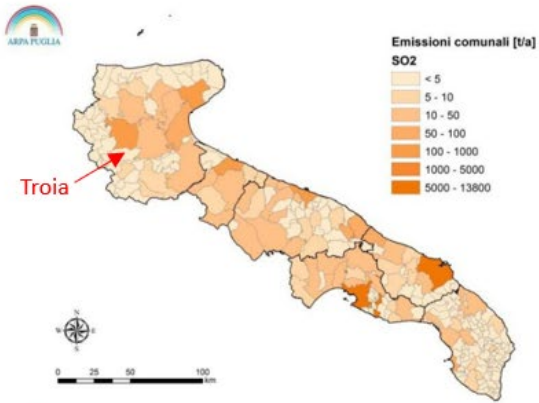 ARPA PUGLIA
Emissioni comunali [t/a]
SO2
< 5
5 - 10
10 - 50
50 - 100
100 - 1000
1000 - 5000
5000 - 13800
Troia
N
W E
S
0 25 50 100
km